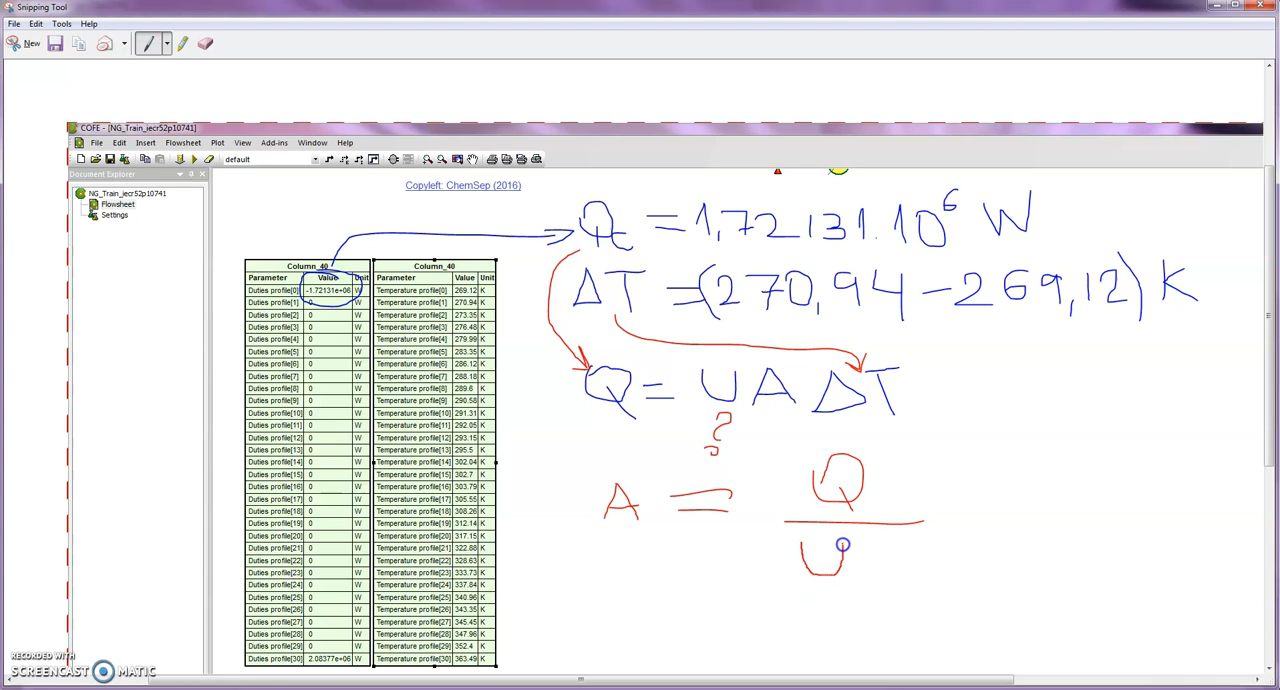 Snipping Tool
File Edit Tools Help
New
COFE - [NG_Train_iecr52p10741]
File Edit Insert Flowsheet Plot View Add-ins Window Help
default
Document Explorer
NG_Train_iecr52p10741
Flowsheet
Settings
Copyleft: ChemSep (2016)
Qc = 1,72131.10^6 W
ΔT = (270,94 - 269,12) K
Q = U A ΔT
?
A = Q / U
Column_40
Parameter Value Unit
Duties profile[0] -1.72131e+06 W
Duties profile[1] 0 W
Duties profile[2] 0 W
Duties profile[3] 0 W
Duties profile[4] 0 W
Duties profile[5] 0 W
Duties profile[6] 0 W
Duties profile[7] 0 W
Duties profile[8] 0 W
Duties profile[9] 0 W
Duties profile[10] 0 W
Duties profile[11] 0 W
Duties profile[12] 0 W
Duties profile[13] 0 W
Duties profile[14] 0 W
Duties profile[15] 0 W
Duties profile[16] 0 W
Duties profile[17] 0 W
Duties profile[18] 0 W
Duties profile[19] 0 W
Duties profile[20] 0 W
Duties profile[21] 0 W
Duties profile[22] 0 W
Duties profile[23] 0 W
Duties profile[24] 0 W
Duties profile[25] 0 W
Duties profile[26] 0 W
Duties profile[27] 0 W
Duties profile[28] 0 W
Duties profile[29] 0 W
Duties profile[30] 2.08377e+06 W
Column_40
Parameter Value Unit
Temperature profile[0] 269.12 K
Temperature profile[1] 270.94 K
Temperature profile[2] 273.35 K
Temperature profile[3] 276.48 K
Temperature profile[4] 279.99 K
Temperature profile[5] 283.35 K
Temperature profile[6] 286.12 K
Temperature profile[7] 288.18 K
Temperature profile[8] 289.6 K
Temperature profile[9] 290.58 K
Temperature profile[10] 291.31 K
Temperature profile[11] 292.05 K
Temperature profile[12] 293.15 K
Temperature profile[13] 295.5 K
Temperature profile[14] 302.04 K
Temperature profile[15] 302.7 K
Temperature profile[16] 303.79 K
Temperature profile[17] 305.55 K
Temperature profile[18] 308.26 K
Temperature profile[19] 312.14 K
Temperature profile[20] 317.15 K
Temperature profile[21] 322.88 K
Temperature profile[22] 328.63 K
Temperature profile[23] 333.73 K
Temperature profile[24] 337.84 K
Temperature profile[25] 340.96 K
Temperature profile[26] 343.35 K
Temperature profile[27] 345.45 K
Temperature profile[28] 347.96 K
Temperature profile[29] 352.4 K
Temperature profile[30] 363.49 K
RECORDED WITH
SCREENCAST MATIC